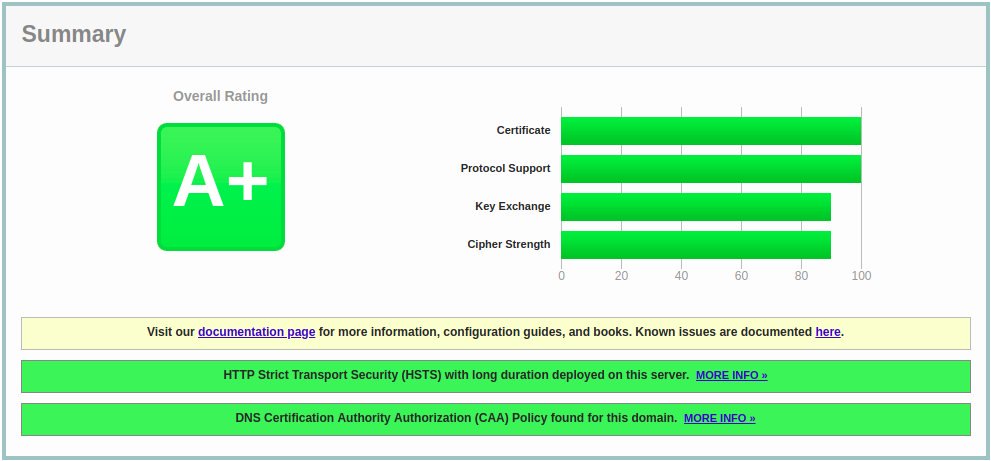 Summary
Overall Rating
A+
Certificate
Protocol Support
Key Exchange
Cipher Strength
0 20 40 60 80 100
Visit our documentation page for more information, configuration guides, and books. Known issues are documented here.
HTTP Strict Transport Security (HSTS) with long duration deployed on this server. MORE INFO »
DNS Certification Authority Authorization (CAA) Policy found for this domain. MORE INFO »